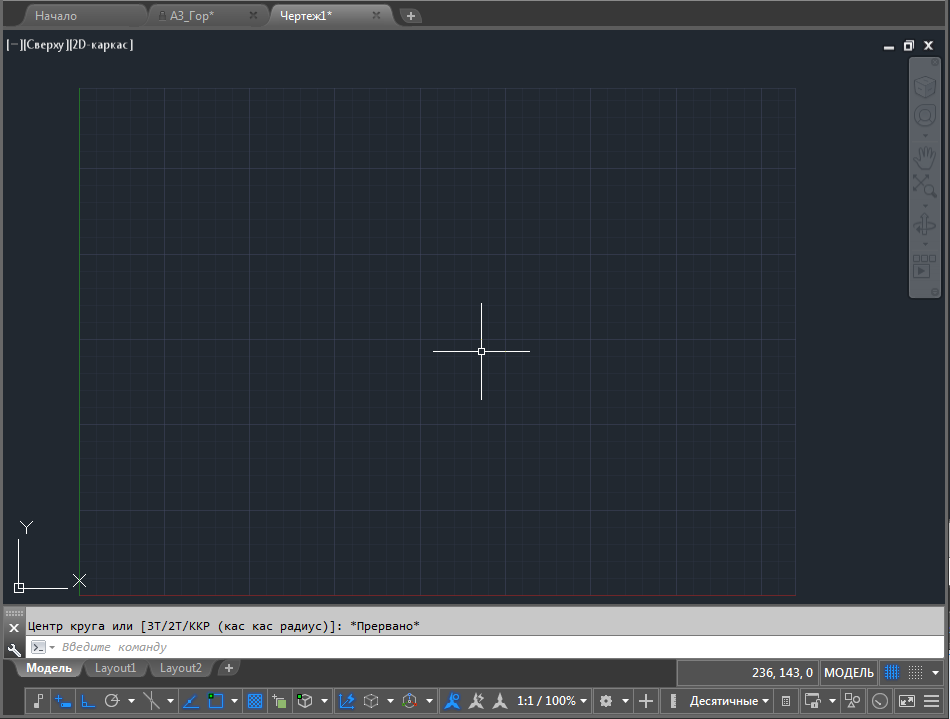 Начало
А3_Гор*
Чертеж1*
[−][Сверху][2D-каркас]
Y
X
Центр круга или [3Т/2Т/ККР (кас кас радиус)]: *Прервано*
Введите команду
Модель
Layout1
Layout2
236, 143, 0
МОДЕЛЬ
1:1 / 100%
Десятичные